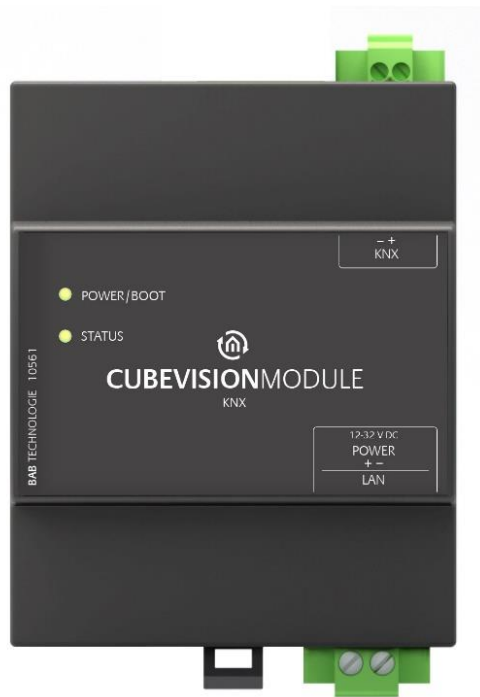 − +
KNX
POWER/BOOT
STATUS
CUBEVISIONMODULE
KNX
BAB TECHNOLOGIE 10561
12-32 V DC
POWER
+ −
LAN